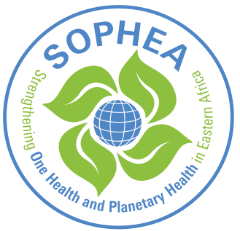 SOPHEA
Strengthening One Health and Planetary Health in Eastern Africa